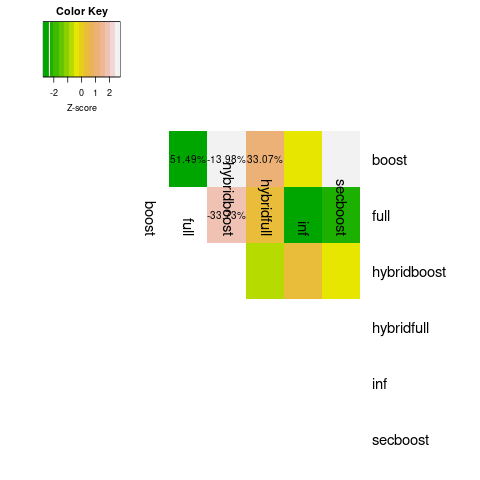 Color Key
-2 0 1 2
Z-score
51.49% -13.98% 33.07% boost
boost full hybridboost hybridfull inf secboost
full
hybridboost
hybridfull
inf
secboost